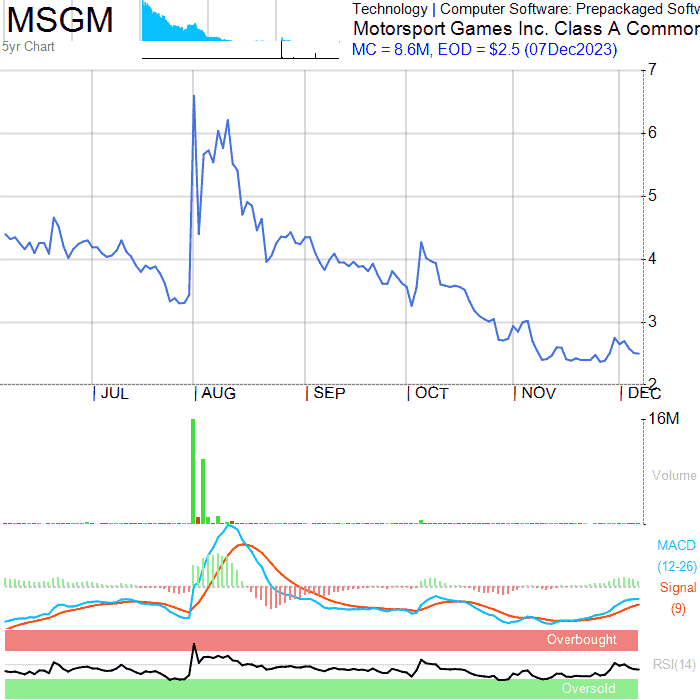 MSGM
5yr Chart
Technology | Computer Software: Prepackaged Softw
Motorsport Games Inc. Class A Common
MC = 8.6M, EOD = $2.5 (07Dec2023)
7
6
5
4
3
2
JUL
AUG
SEP
OCT
NOV
DEC
16M
Volume
MACD
(12-26)
Signal
(9)
Overbought
RSI(14)
Oversold